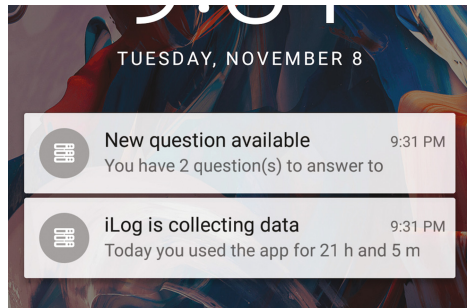 TUESDAY, NOVEMBER 8
New question available 9:31 PM
You have 2 question(s) to answer to
iLog is collecting data 9:31 PM
Today you used the app for 21 h and 5 m